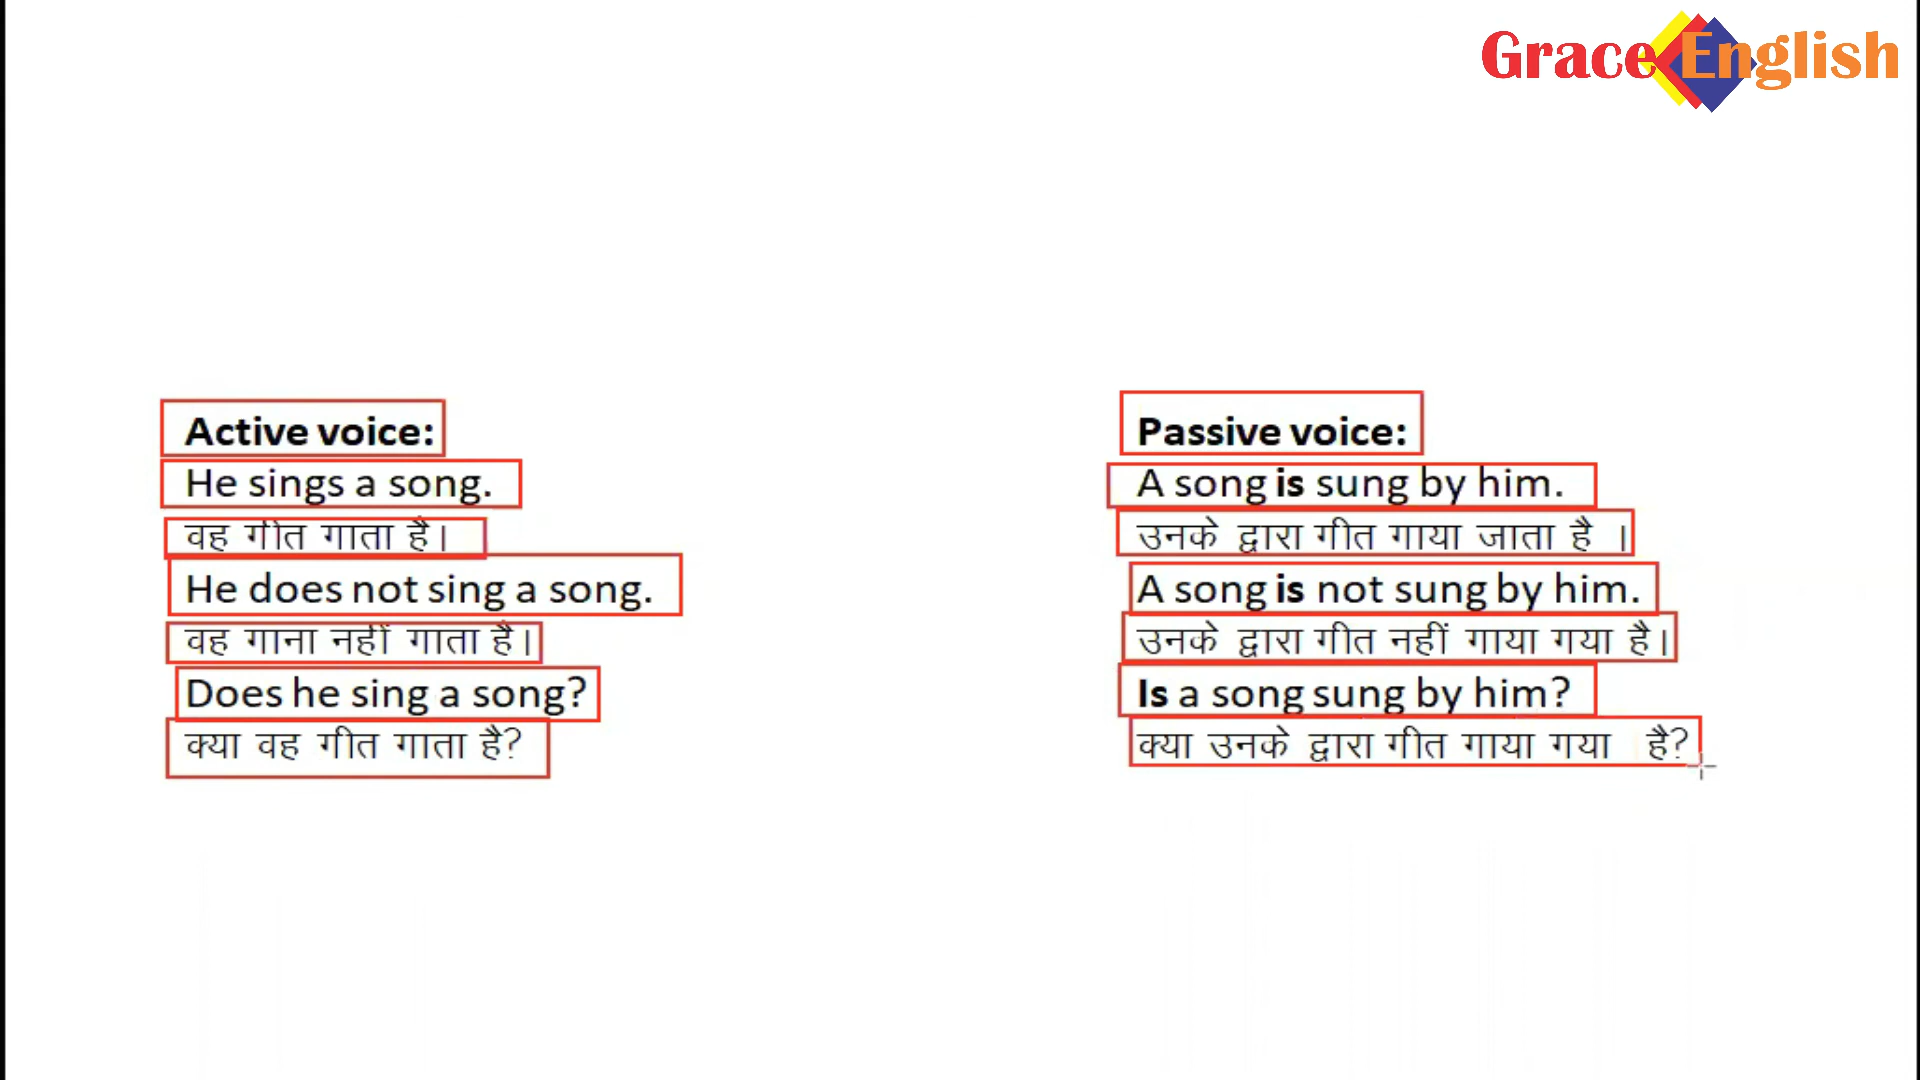 Grace English
Active voice:
He sings a song.
वह गीत गाता है।
He does not sing a song.
वह गाना नहीं गाता है।
Does he sing a song?
क्या वह गीत गाता है?
Passive voice:
A song is sung by him.
उनके द्वारा गीत गाया जाता है ।
A song is not sung by him.
उनके द्वारा गीत नहीं गाया गया है।
Is a song sung by him?
क्या उनके द्वारा गीत गाया गया है?